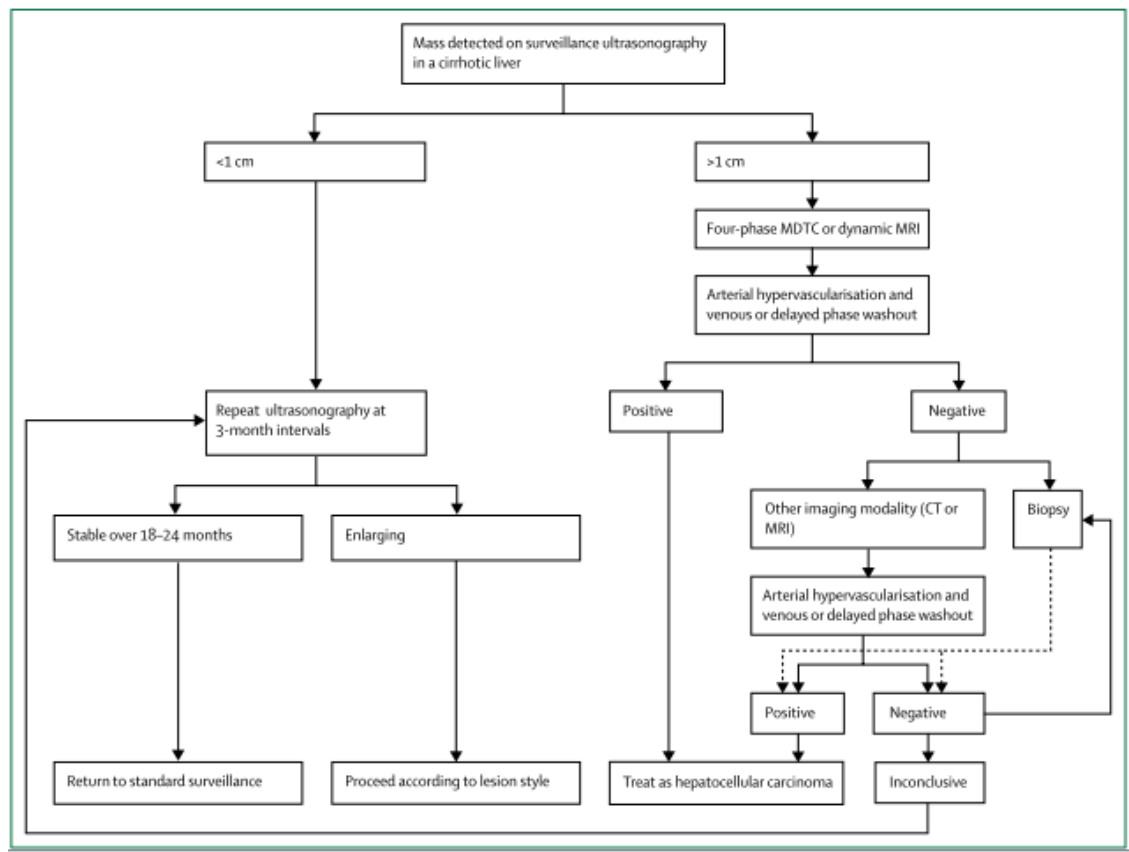 Mass detected on surveillance ultrasonography
in a cirrhotic liver
<1 cm
>1 cm
Four-phase MDTC or dynamic MRI
Arterial hypervascularisation and
venous or delayed phase washout
Repeat ultrasonography at
3-month intervals
Positive
Negative
Stable over 18–24 months
Enlarging
Other imaging modality (CT or
MRI)
Biopsy
Arterial hypervascularisation and
venous or delayed phase washout
Positive
Negative
Return to standard surveillance
Proceed according to lesion style
Treat as hepatocellular carcinoma
Inconclusive